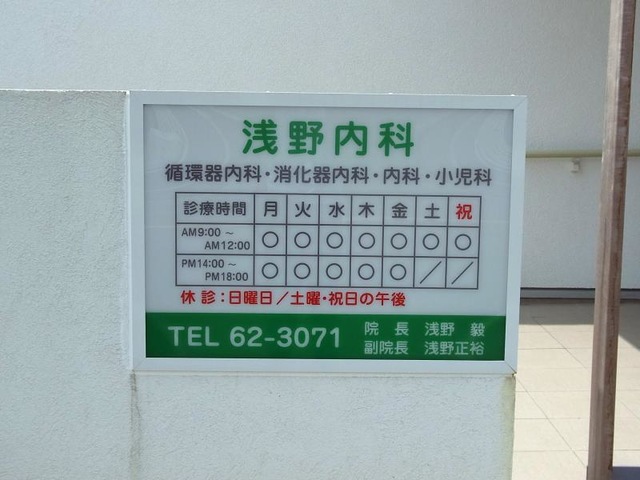 浅野内科
循環器内科・消化器内科・内科・小児科
診療時間 月 火 水 木 金 土 祝
AM9:00～
AM12:00 ○ ○ ○ ○ ○ ○ ○
PM14:00～
PM18:00 ○ ○ ○ ○ ○ ／ ／
休診：日曜日／土曜・祝日の午後
TEL 62-3071
院長 浅野 毅
副院長 浅野正裕